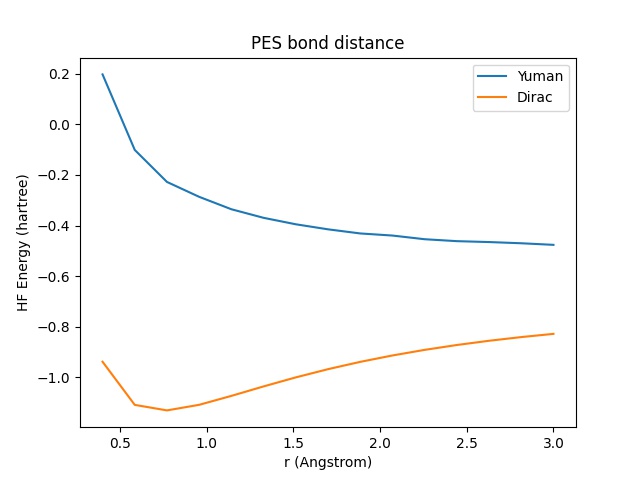 PES bond distance
Yuman
Dirac
0.2
0.0
−0.2
−0.4
−0.6
−0.8
−1.0
HF Energy (hartree)
0.5
1.0
1.5
2.0
2.5
3.0
r (Angstrom)